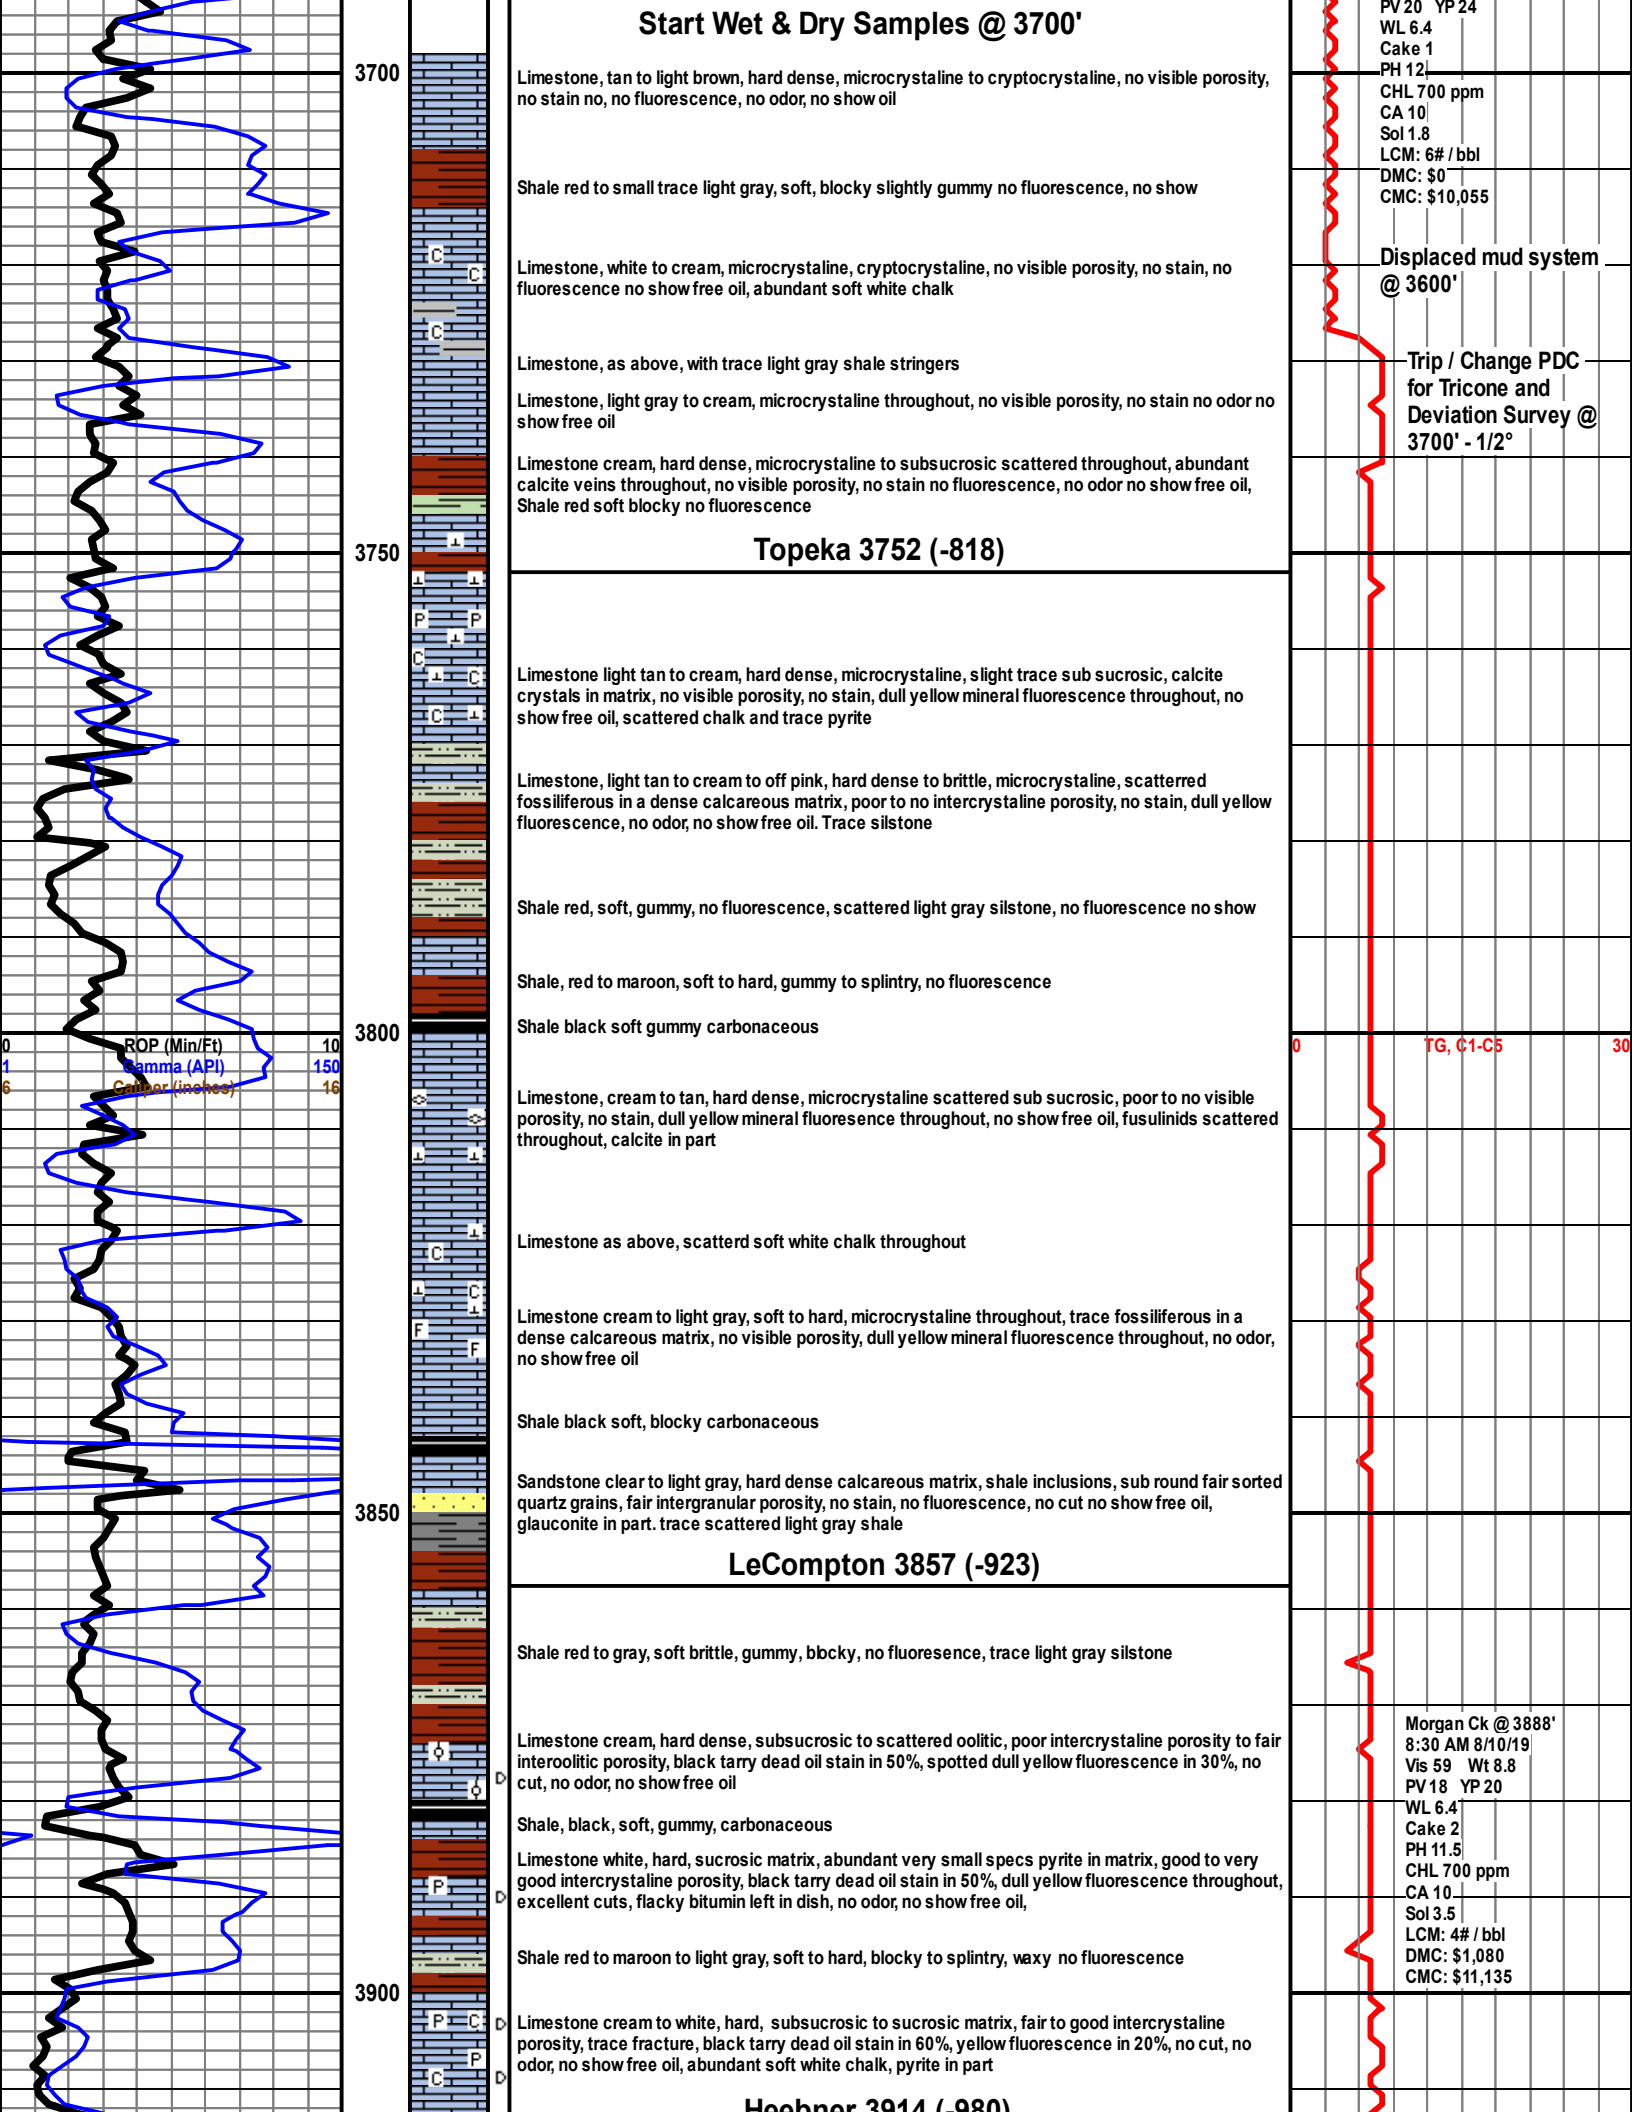 Start Wet & Dry Samples @ 3700'
3700
Limestone, tan to light brown, hard dense, microcrystaline to cryptocrystaline, no visible porosity,
no stain no, no fluorescence, no odor, no show oil
Shale red to small trace light gray, soft, blocky slightly gummy no fluorescence, no show
C
C
Limestone, white to cream, microcrystaline, cryptocrystaline, no visible porosity, no stain, no
fluorescence no show free oil, abundant soft white chalk
C
Limestone, as above, with trace light gray shale stringers
Limestone, light gray to cream, microcrystaline throughout, no visible porosity, no stain no odor no
show free oil
Limestone cream, hard dense, microcrystaline to subsucrosic scattered throughout, abundant
calcite veins throughout, no visible porosity, no stain no fluorescence, no odor no show free oil,
Shale red soft blocky no fluorescence
3750
Topeka 3752 (-818)
P P
C
C
C
Limestone light tan to cream, hard dense, microcrystaline, slight trace sub sucrosic, calcite
crystals in matrix, no visible porosity, no stain, dull yellow mineral fluorescence throughout, no
show free oil, scattered chalk and trace pyrite
Limestone, light tan to cream to off pink, hard dense to brittle, microcrystaline, scatterred
fossiliferous in a dense calcareous matrix, poor to no intercrystaline porosity, no stain, dull yellow
fluorescence, no odor, no show free oil. Trace silstone
Shale red, soft, gummy, no fluorescence, scattered light gray silstone, no fluorescence no show
Shale, red to maroon, soft to hard, gummy to splintry, no fluorescence
Shale black soft gummy carbonaceous
3800
0 ROP (Min/Ft) 10
1 Gamma (API) 150
6 Caliper (inches) 16
0 TG, C1-C5 30
Limestone, cream to tan, hard dense, microcrystaline scattered sub sucrosic, poor to no visible
porosity, no stain, dull yellow mineral fluoresence throughout, no show free oil, fusulinids scattered
throughout, calcite in part
C
Limestone as above, scatterd soft white chalk throughout
C
F
F
Limestone cream to light gray, soft to hard, microcrystaline throughout, trace fossiliferous in a
dense calcareous matrix, no visible porosity, dull yellow mineral fluorescence throughout, no odor,
no show free oil
Shale black soft, blocky carbonaceous
Sandstone clear to light gray, hard dense calcareous matrix, shale inclusions, sub round fair sorted
quartz grains, fair intergranular porosity, no stain, no fluorescence, no cut no show free oil,
glauconite in part. trace scattered light gray shale
3850
LeCompton 3857 (-923)
Shale red to gray, soft brittle, gummy, blocky, no fluoresence, trace light gray silstone
Limestone cream, hard dense, subsucrosic to scattered oolitic, poor intercrystaline porosity to fair
interoolitic porosity, black tarry dead oil stain in 50%, spotted dull yellow fluorescence in 30%, no
cut, no odor, no show free oil
D
Shale, black, soft, gummy, carbonaceous
Limestone white, hard, sucrosic matrix, abundant very small specs pyrite in matrix, good to very
good intercrystaline porosity, black tarry dead oil stain in 50%, dull yellow fluorescence throughout,
excellent cuts, flacky bitumin left in dish, no odor, no show free oil,
P
D
Shale red to maroon to light gray, soft to hard, blocky to splintry, waxy no fluorescence
3900
P C D
P
C D
Limestone cream to white, hard, subsucrosic to sucrosic matrix, fair to good intercrystaline
porosity, trace fracture, black tarry dead oil stain in 60%, yellow fluorescence in 20%, no cut, no
odor, no show free oil, abundant soft white chalk, pyrite in part
Heebner 3914 (-980)
PV 20 YP 24
WL 6.4
Cake 1
PH 12
CHL 700 ppm
CA 10
Sol 1.8
LCM: 6# / bbl
DMC: $0
CMC: $10,055
Displaced mud system
@ 3600'
Trip / Change PDC
for Tricone and
Deviation Survey @
3700' - 1/2°
Morgan Ck @ 3888'
8:30 AM 8/10/19
Vis 59 Wt 8.8
PV 18 YP 20
WL 6.4
Cake 2
PH 11.5
CHL 700 ppm
CA 10
Sol 3.5
LCM: 4# / bbl
DMC: $1,080
CMC: $11,135